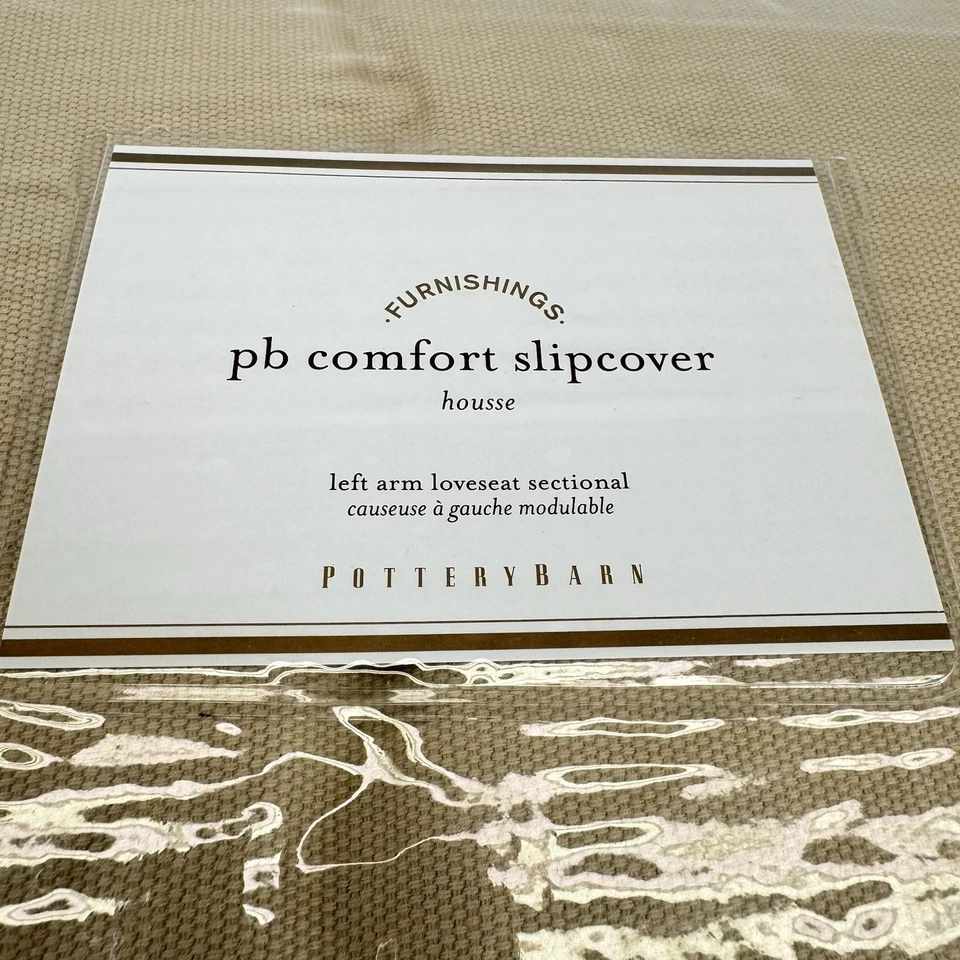 ·FURNISHINGS·
pb comfort slipcover
housse
left arm loveseat sectional
causeuse à gauche modulable
POTTERYBARN